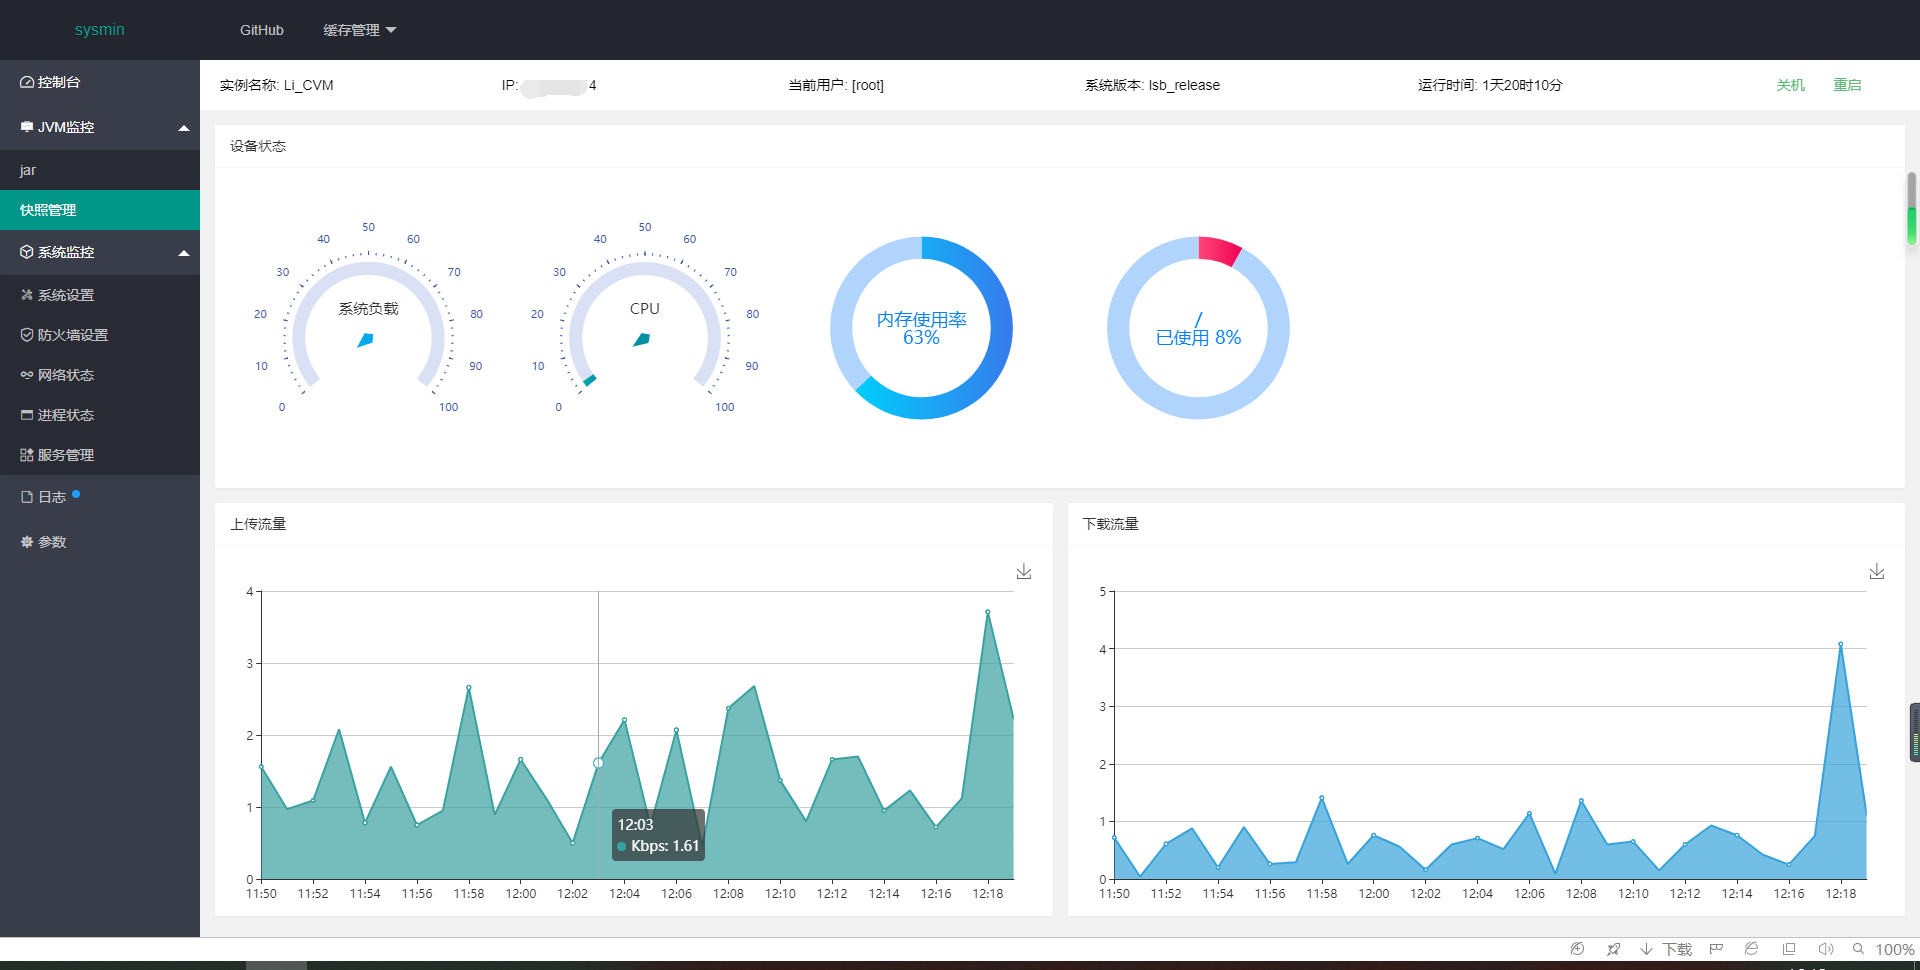 sysmin
GitHub
缓存管理
控制台
JVM监控
jar
快照管理
系统监控
系统设置
防火墙设置
网络状态
进程状态
服务管理
日志
参数
实例名称: Li_CVM
IP: 4
当前用户: [root]
系统版本: lsb_release
运行时间: 1天20时10分
关机
重启
设备状态
0 10 20 30 40 50 60 70 80 90 100
系统负载
0 10 20 30 40 50 60 70 80 90 100
CPU
内存使用率
63%
/
已使用 8%
上传流量
4
3
2
1
0
12:03
Kbps: 1.61
11:50 11:52 11:54 11:56 11:58 12:00 12:02 12:04 12:06 12:08 12:10 12:12 12:14 12:16 12:18
下载流量
5
4
3
2
1
0
11:50 11:52 11:54 11:56 11:58 12:00 12:02 12:04 12:06 12:08 12:10 12:12 12:14 12:16 12:18
下载
100%